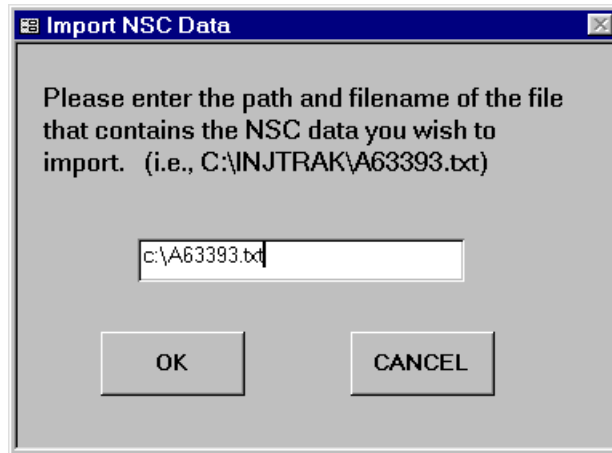 Import NSC Data
Please enter the path and filename of the file
that contains the NSC data you wish to
import. (i.e., C:\INJTRAK\A63393.txt)
c:\A63393.txt
OK
CANCEL